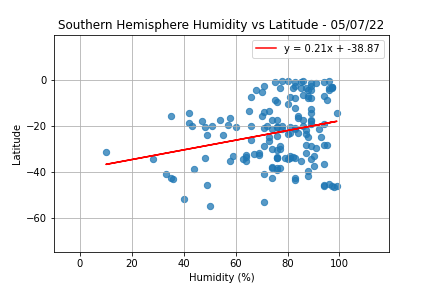 Southern Hemisphere Humidity vs Latitude - 05/07/22
y = 0.21x + -38.87
0
−20
−40
−60
Latitude
0 20 40 60 80 100
Humidity (%)